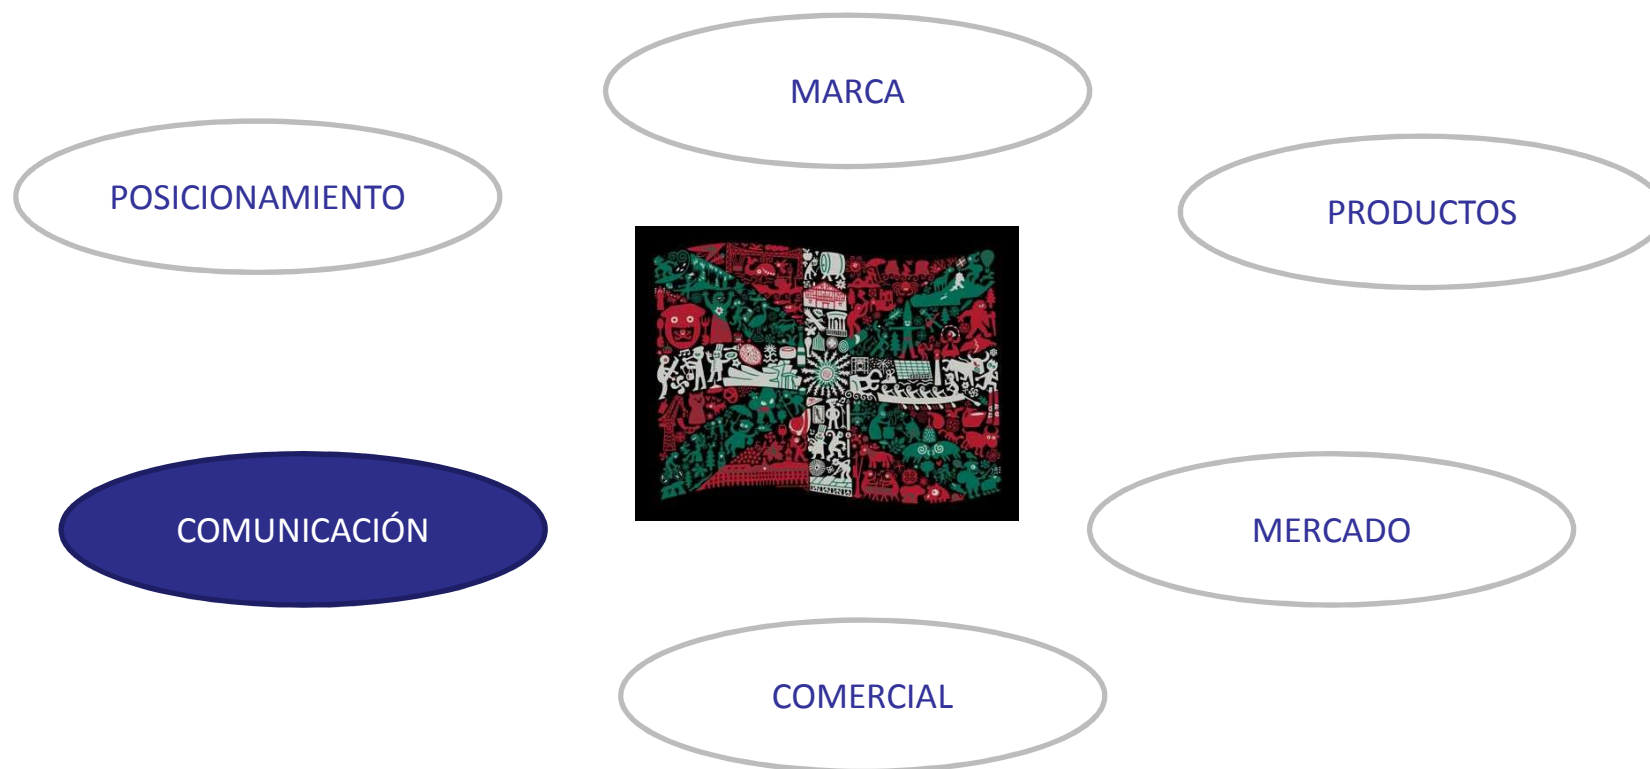 MARCA
POSICIONAMIENTO
PRODUCTOS
COMUNICACIÓN
MERCADO
COMERCIAL